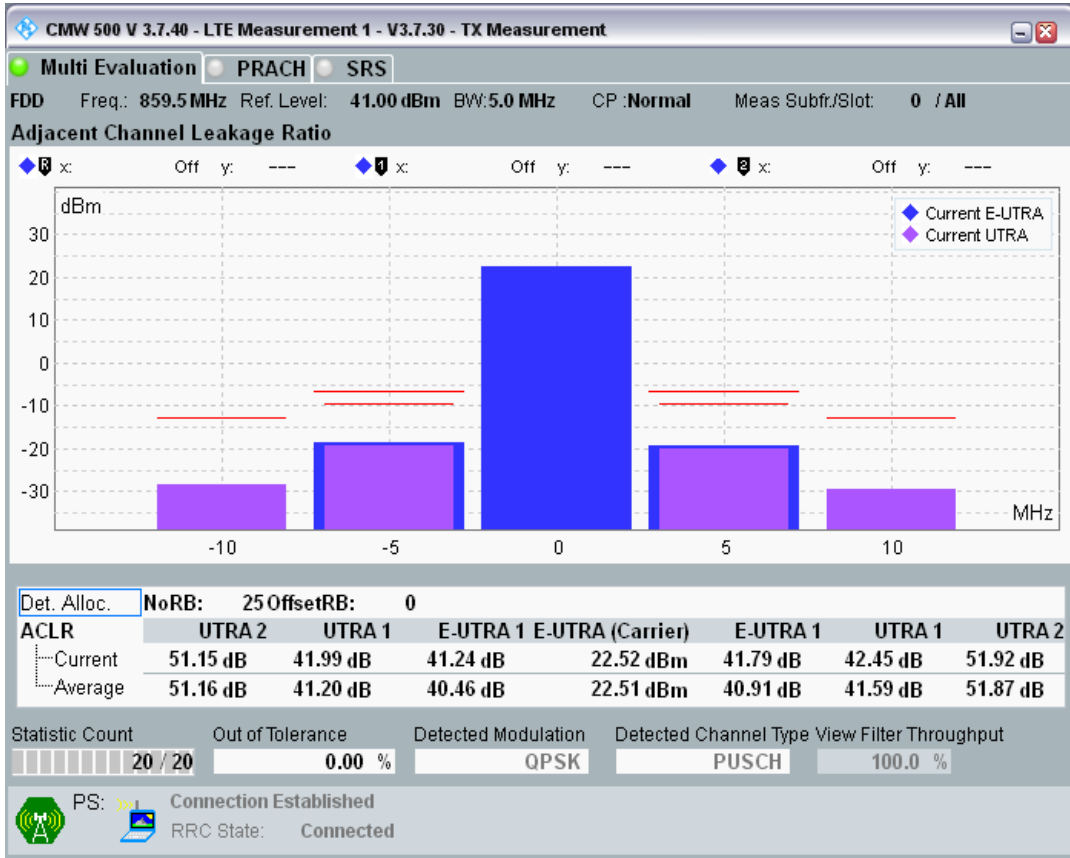 CMW 500 V 3.7.40 - LTE Measurement 1 - V3.7.30 - TX Measurement
Multi Evaluation PRACH SRS
FDD Freq.: 859.5 MHz Ref. Level: 41.00 dBm BW: 5.0 MHz CP : Normal Meas Subfr./Slot: 0 / All
Adjacent Channel Leakage Ratio
R x: Off y: --- 1 x: Off y: --- 2 x: Off y: ---
dBm
Current E-UTRA
Current UTRA
30
20
10
0
-10
-20
-30
MHz
-10 -5 0 5 10
Det. Alloc. NoRB: 25 OffsetRB: 0
ACLR UTRA 2 UTRA 1 E-UTRA 1 E-UTRA (Carrier) E-UTRA 1 UTRA 1 UTRA 2
Current 51.15 dB 41.99 dB 41.24 dB 22.52 dBm 41.79 dB 42.45 dB 51.92 dB
Average 51.16 dB 41.20 dB 40.46 dB 22.51 dBm 40.91 dB 41.59 dB 51.87 dB
Statistic Count Out of Tolerance Detected Modulation Detected Channel Type View Filter Throughput
20 / 20 0.00 % QPSK PUSCH 100.0 %
PS: Connection Established
RRC State: Connected